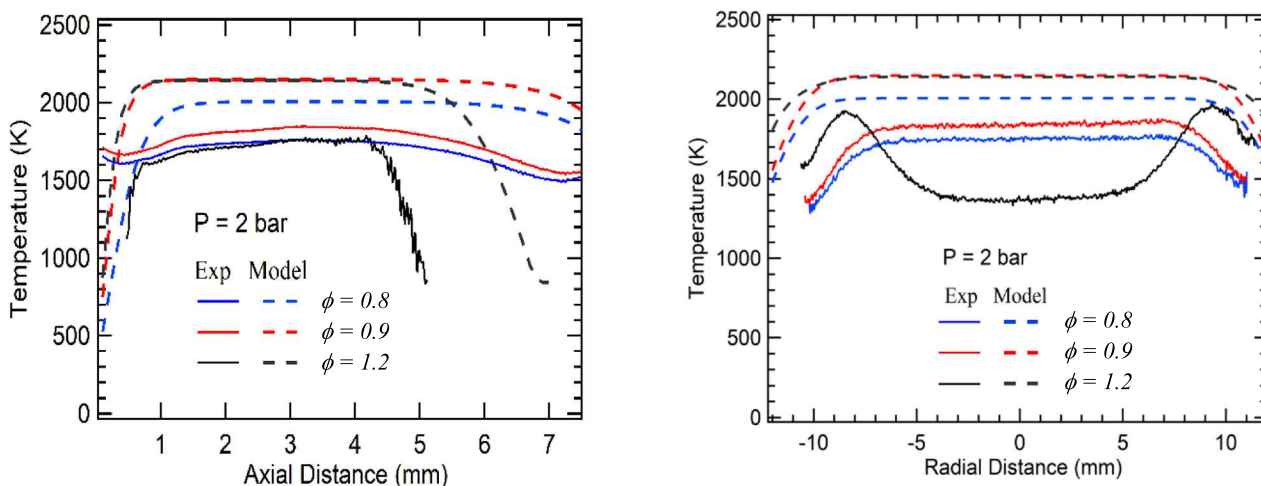 2500
2000
1500
1000
500
0
Temperature (K)
P = 2 bar
Exp Model
ϕ = 0.8
ϕ = 0.9
ϕ = 1.2
1 2 3 4 5 6 7
Axial Distance (mm)
2500
2000
1500
1000
500
0
Temperature (K)
P = 2 bar
Exp Model
ϕ = 0.8
ϕ = 0.9
ϕ = 1.2
-10 -5 0 5 10
Radial Distance (mm)